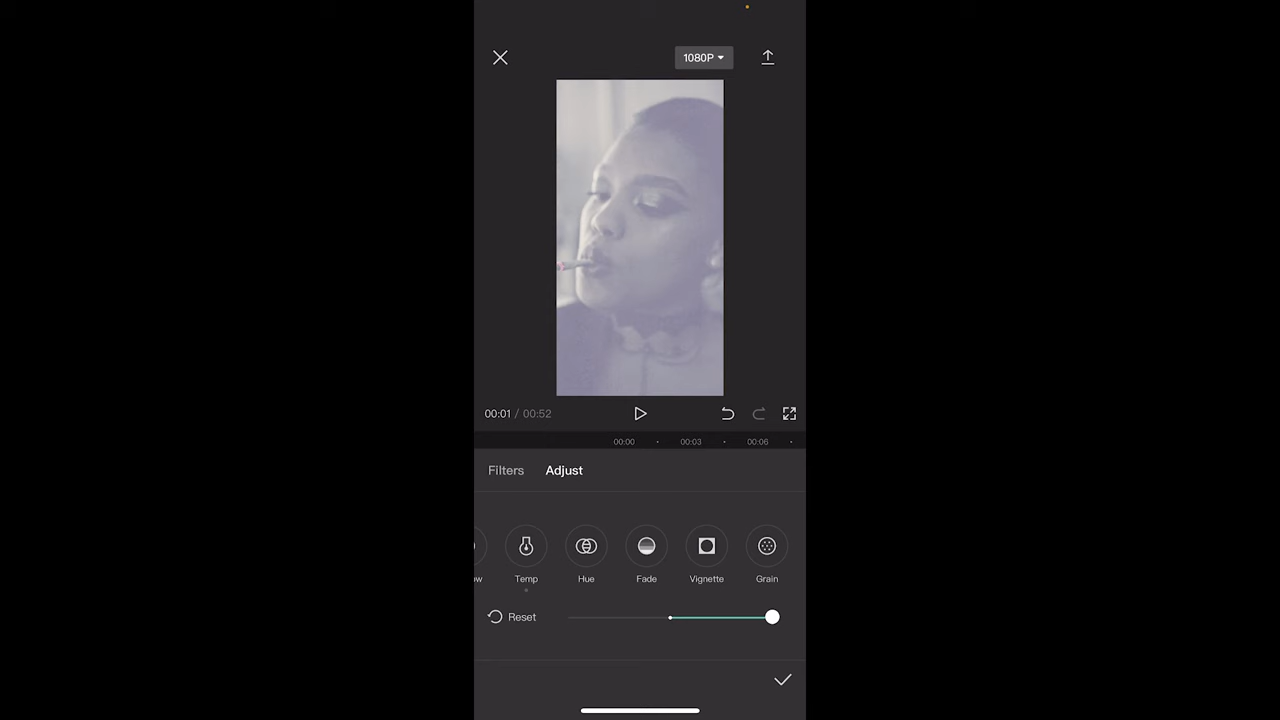 1080P
00:01 / 00:52
00:00 00:03 00:06
Filters Adjust
ow Temp Hue Fade Vignette Grain
Reset